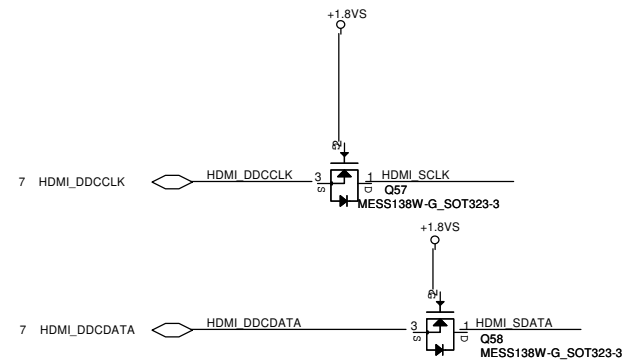 +1.8VS
7 HDMI_DDCCLK HDMI_DDCCLK 3 S 1 D HDMI_SCLK
Q57
MESS138W-G_SOT323-3
+1.8VS
7 HDMI_DDCDATA HDMI_DDCDATA 3 S 1 D HDMI_SDATA
Q58
MESS138W-G_SOT323-3